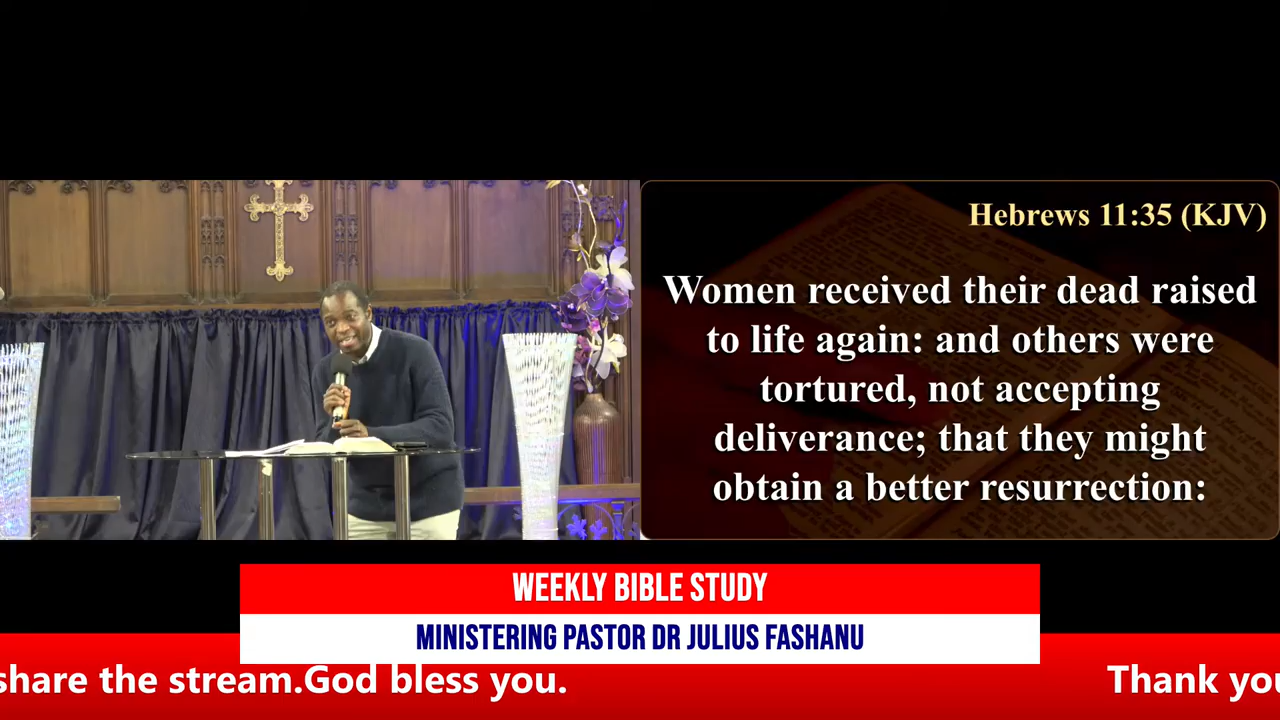 Hebrews 11:35 (KJV)
Women received their dead raised
to life again: and others were
tortured, not accepting
deliverance; that they might
obtain a better resurrection:
WEEKLY BIBLE STUDY
MINISTERING PASTOR DR JULIUS FASHANU
share the stream.God bless you.
Thank you